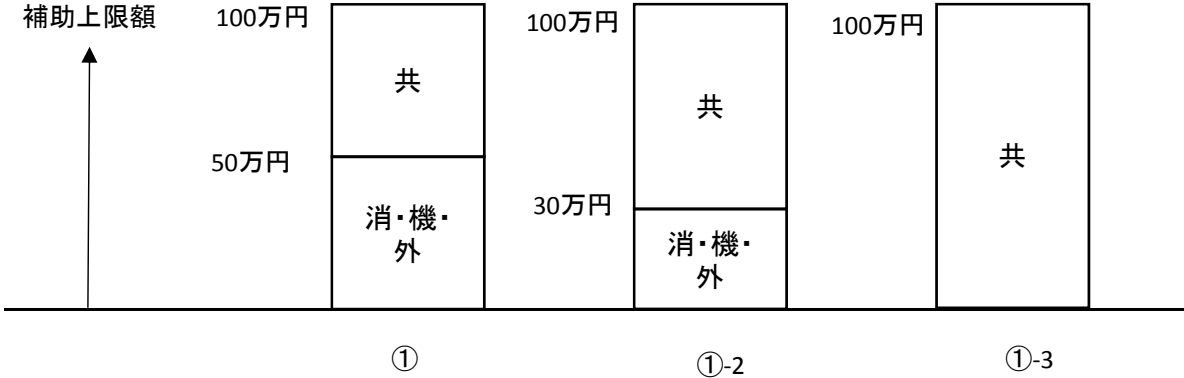 補助上限額
100万円
共
50万円
消・機・
外
①
100万円
共
30万円
消・機・
外
①-2
100万円
共
①-3